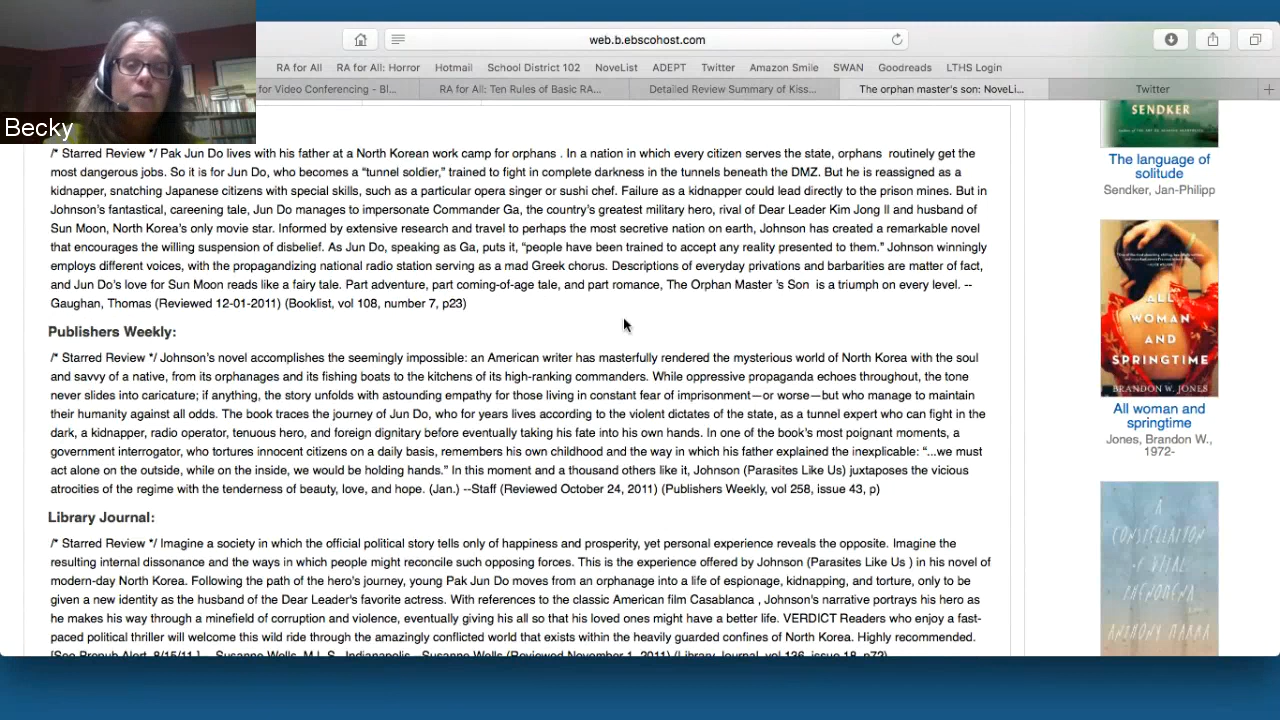 web.b.ebscohost.com
RA for All RA for All: Horror Hotmail School District 102 NoveList ADEPT Twitter Amazon Smile SWAN Goodreads LTHS Login
for Video Conferencing - Bl... RA for All: Ten Rules of Basic RA... Detailed Review Summary of Kiss... The orphan master's son: NoveLi... Twitter
Becky
/* Starred Review */ Pak Jun Do lives with his father at a North Korean work camp for orphans . In a nation in which every citizen serves the state, orphans routinely get the
most dangerous jobs. So it is for Jun Do, who becomes a “tunnel soldier,” trained to fight in complete darkness in the tunnels beneath the DMZ. But he is reassigned as a
kidnapper, snatching Japanese citizens with special skills, such as a particular opera singer or sushi chef. Failure as a kidnapper could lead directly to the prison mines. But in
Johnson’s fantastical, careening tale, Jun Do manages to impersonate Commander Ga, the country’s greatest military hero, rival of Dear Leader Kim Jong Il and husband of
Sun Moon, North Korea’s only movie star. Informed by extensive research and travel to perhaps the most secretive nation on earth, Johnson has created a remarkable novel
that encourages the willing suspension of disbelief. As Jun Do, speaking as Ga, puts it, “people have been trained to accept any reality presented to them.” Johnson winningly
employs different voices, with the propagandizing national radio station serving as a mad Greek chorus. Descriptions of everyday privations and barbarities are matter of fact,
and Jun Do’s love for Sun Moon reads like a fairy tale. Part adventure, part coming-of-age tale, and part romance, The Orphan Master ’s Son is a triumph on every level. --
Gaughan, Thomas (Reviewed 12-01-2011) (Booklist, vol 108, number 7, p23)
Publishers Weekly:
/* Starred Review */ Johnson’s novel accomplishes the seemingly impossible: an American writer has masterfully rendered the mysterious world of North Korea with the soul
and savvy of a native, from its orphanages and its fishing boats to the kitchens of its high-ranking commanders. While oppressive propaganda echoes throughout, the tone
never slides into caricature; if anything, the story unfolds with astounding empathy for those living in constant fear of imprisonment—or worse—but who manage to maintain
their humanity against all odds. The book traces the journey of Jun Do, who for years lives according to the violent dictates of the state, as a tunnel expert who can fight in the
dark, a kidnapper, radio operator, tenuous hero, and foreign dignitary before eventually taking his fate into his own hands. In one of the book’s most poignant moments, a
government interrogator, who tortures innocent citizens on a daily basis, remembers his own childhood and the way in which his father explained the inexplicable: “...we must
act alone on the outside, while on the inside, we would be holding hands.” In this moment and a thousand others like it, Johnson (Parasites Like Us) juxtaposes the vicious
atrocities of the regime with the tenderness of beauty, love, and hope. (Jan.) --Staff (Reviewed October 24, 2011) (Publishers Weekly, vol 258, issue 43, p)
Library Journal:
/* Starred Review */ Imagine a society in which the official political story tells only of happiness and prosperity, yet personal experience reveals the opposite. Imagine the
resulting internal dissonance and the ways in which people might reconcile such opposing forces. This is the experience offered by Johnson (Parasites Like Us ) in his novel of
modern-day North Korea. Following the path of the hero's journey, young Pak Jun Do moves from an orphanage into a life of espionage, kidnapping, and torture, only to be
given a new identity as the husband of the Dear Leader's favorite actress. With references to the classic American film Casablanca , Johnson's narrative portrays his hero as
he makes his way through a minefield of corruption and violence, eventually giving his all so that his loved ones might have a better life. VERDICT Readers who enjoy a fast-
paced political thriller will welcome this wild ride through the amazingly conflicted world that exists within the heavily guarded confines of North Korea. Highly recommended.
[See Prepub Alert, 8/15/11.]—Susanne Wells, M.L.S., Indianapolis --Susanne Wells (Reviewed November 1, 2011) (Library Journal, vol 136, issue 18, p72)
SENDKER
The language of
solitude
Sendker, Jan-Philipp
ALL
WOMAN
AND
SPRINGTIME
BRANDON W. JONES
All woman and
springtime
Jones, Brandon W.,
1972-
A
CONSTELLATION
OF VITAL
PHENOMENA
ANTHONY MARRA